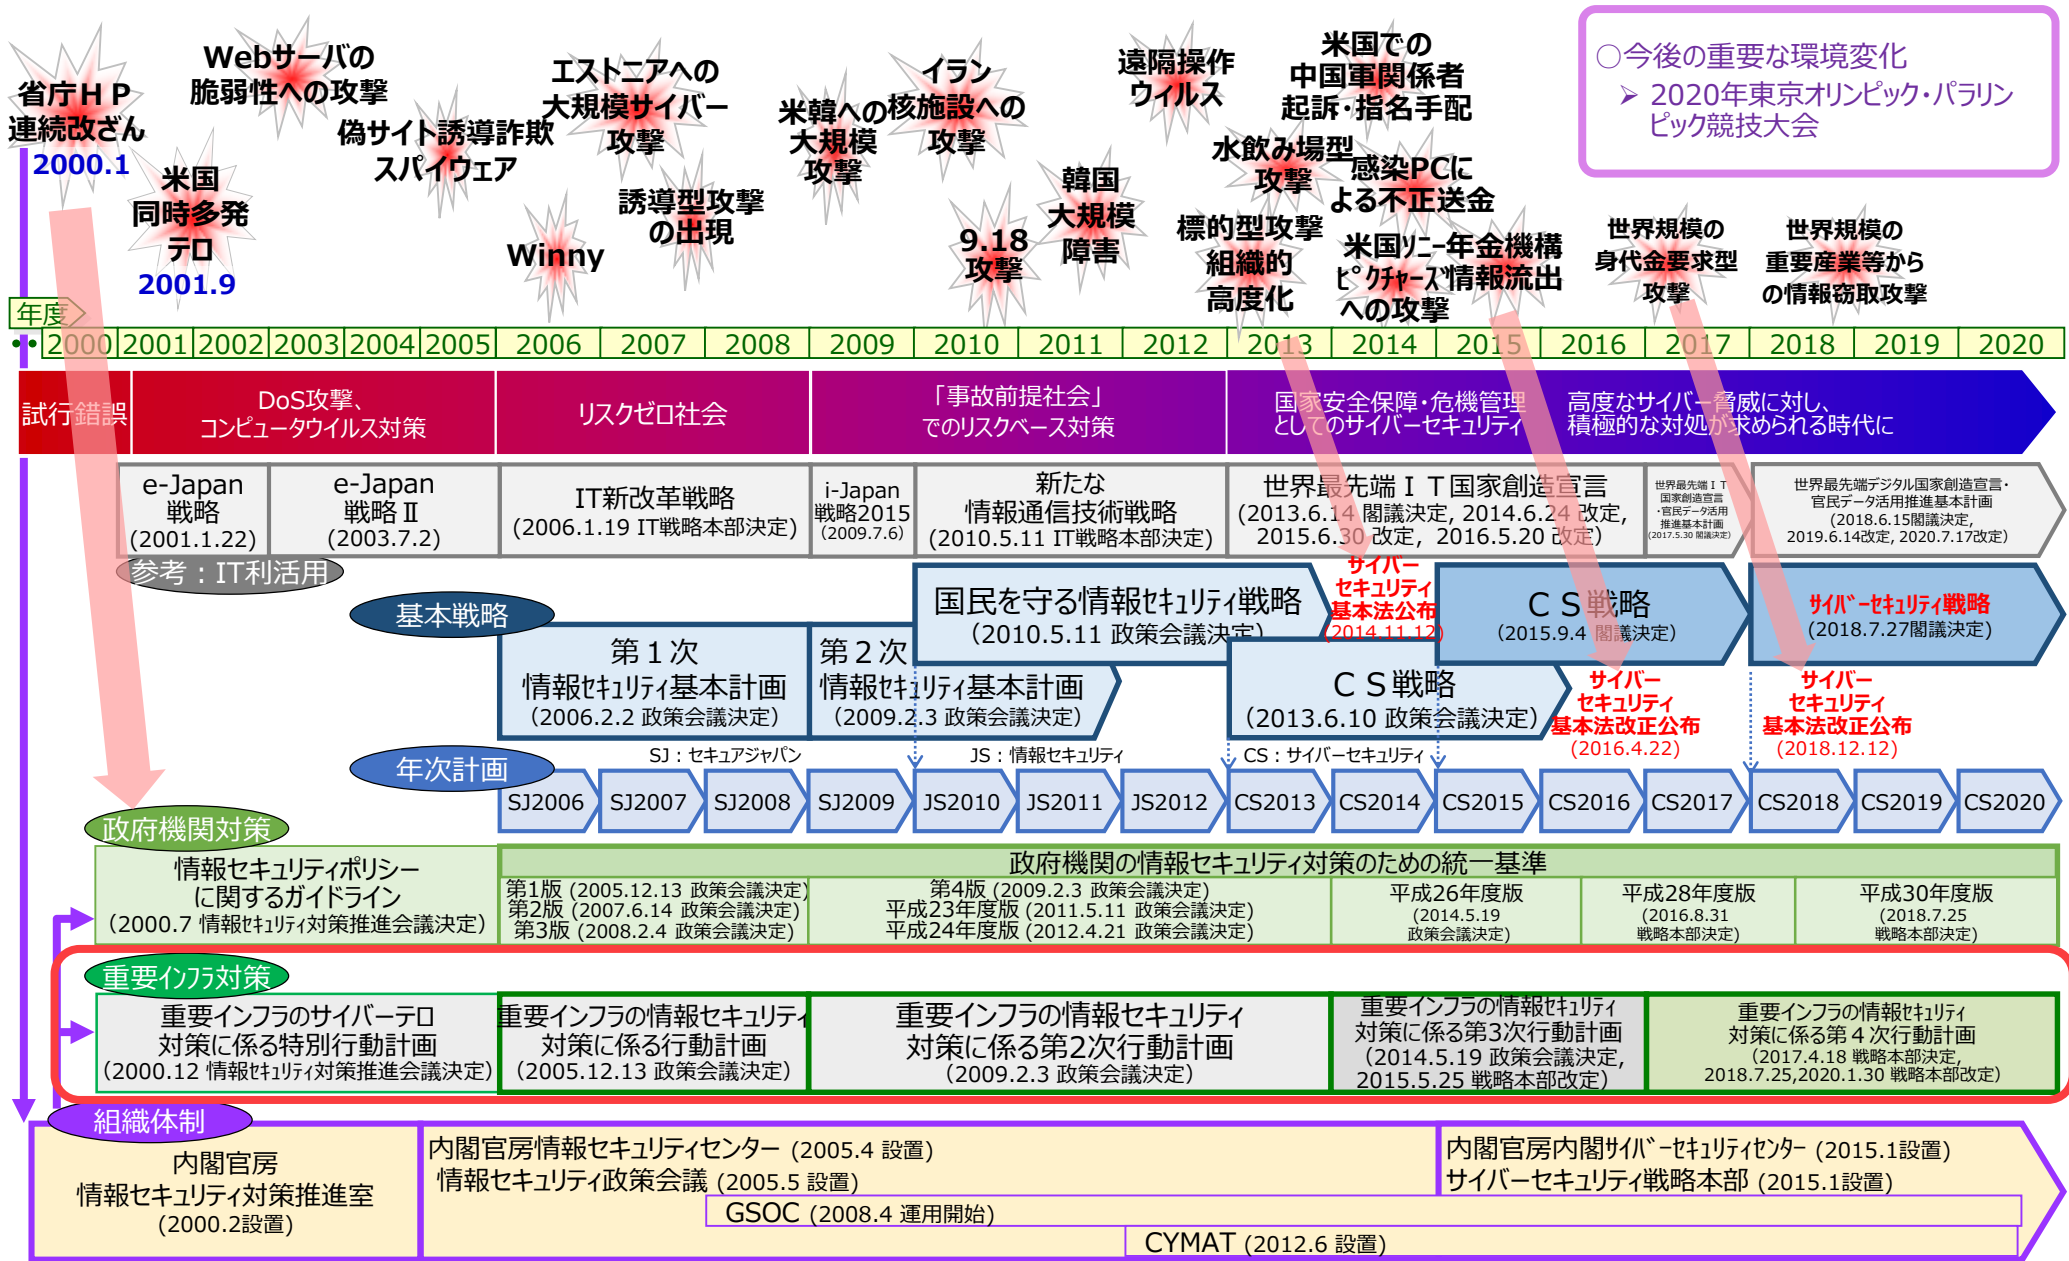 省庁ＨＰ
連続改ざん
2000.1
米国
同時多発
テロ
2001.9
Webサーバの
脆弱性への攻撃
偽サイト誘導詐欺
スパイウェア
Winny
エストニアへの
大規模サイバー
攻撃
誘導型攻撃
の出現
米韓への
大規模
攻撃
イラン
核施設への
攻撃
9.18
攻撃
韓国
大規模
障害
遠隔操作
ウィルス
水飲み場型
攻撃
標的型攻撃
組織的
高度化
米国での
中国軍関係者
起訴・指名手配
感染PCに
よる不正送金
米国ｿﾆｰ
ﾋﾟｸﾁｬｰｽﾞ
への攻撃
年金機構
情報流出
世界規模の
身代金要求型
攻撃
世界規模の
重要産業等から
の情報窃取攻撃
○今後の重要な環境変化
➢ 2020年東京オリンピック・パラリン
ピック競技大会
年度
・・ 2000 2001 2002 2003 2004 2005 2006 2007 2008 2009 2010 2011 2012 2013 2014 2015 2016 2017 2018 2019 2020
試行錯誤
DoS攻撃、
コンピュータウイルス対策
リスクゼロ社会
「事故前提社会」
でのリスクベース対策
国家安全保障・危機管理
としてのサイバーセキュリティ
高度なサイバー脅威に対し、
積極的な対処が求められる時代に
e-Japan
戦略
(2001.1.22)
e-Japan
戦略Ⅱ
(2003.7.2)
IT新改革戦略
(2006.1.19 IT戦略本部決定)
i-Japan
戦略2015
(2009.7.6)
新たな
情報通信技術戦略
(2010.5.11 IT戦略本部決定)
世界最先端ＩＴ国家創造宣言
(2013.6.14 閣議決定, 2014.6.24 改定,
2015.6.30 改定, 2016.5.20 改定)
世界最先端ＩＴ
国家創造宣言
・官民データ活用
推進基本計画
(2017.5.30 閣議決定)
世界最先端デジタル国家創造宣言・
官民データ活用推進基本計画
(2018.6.15閣議決定,
2019.6.14改定, 2020.7.17改定)
参考：IT利活用
基本戦略
第１次
情報ｾｷｭﾘﾃｨ基本計画
(2006.2.2 政策会議決定)
第２次
情報ｾｷｭﾘﾃｨ基本計画
(2009.2.3 政策会議決定)
国民を守る情報ｾｷｭﾘﾃｨ戦略
(2010.5.11 政策会議決定)
ＣＳ戦略
(2013.6.10 政策会議決定)
サイバー
セキュリティ
基本法公布
(2014.11.12)
ＣＳ戦略
(2015.9.4 閣議決定)
サイバー
セキュリティ
基本法改正公布
(2016.4.22)
ｻｲﾊﾞｰｾｷｭﾘﾃｨ戦略
(2018.7.27閣議決定)
サイバー
セキュリティ
基本法改正公布
(2018.12.12)
SJ：セキュアジャパン
JS：情報セキュリティ
CS：サイバーセキュリティ
年次計画
SJ2006 SJ2007 SJ2008 SJ2009 JS2010 JS2011 JS2012 CS2013 CS2014 CS2015 CS2016 CS2017 CS2018 CS2019 CS2020
政府機関対策
情報セキュリティポリシー
に関するガイドライン
(2000.7 情報ｾｷｭﾘﾃｨ対策推進会議決定)
政府機関の情報セキュリティ対策のための統一基準
第1版 (2005.12.13 政策会議決定)
第2版 (2007.6.14 政策会議決定)
第3版 (2008.2.4 政策会議決定)
第4版 (2009.2.3 政策会議決定)
平成23年度版 (2011.5.11 政策会議決定)
平成24年度版 (2012.4.21 政策会議決定)
平成26年度版
(2014.5.19
政策会議決定)
平成28年度版
(2016.8.31
戦略本部決定)
平成30年度版
(2018.7.25
戦略本部決定)
重要ｲﾝﾌﾗ対策
重要インフラのサイバーテロ
対策に係る特別行動計画
(2000.12 情報ｾｷｭﾘﾃｨ対策推進会議決定)
重要インフラの情報セキュリティ
対策に係る行動計画
(2005.12.13 政策会議決定)
重要インフラの情報セキュリティ
対策に係る第2次行動計画
(2009.2.3 政策会議決定)
重要インフラの情報ｾｷｭﾘﾃｨ
対策に係る第3次行動計画
(2014.5.19 政策会議決定,
2015.5.25 戦略本部改定)
重要インフラの情報ｾｷｭﾘﾃｨ
対策に係る第４次行動計画
(2017.4.18 戦略本部決定,
2018.7.25,2020.1.30 戦略本部改定)
組織体制
内閣官房
情報セキュリティ対策推進室
(2000.2設置)
内閣官房情報セキュリティセンター (2005.4 設置)
情報セキュリティ政策会議 (2005.5 設置)
内閣官房内閣ｻｲﾊﾞｰｾｷｭﾘﾃｨセンター (2015.1設置)
サイバーセキュリティ戦略本部 (2015.1設置)
GSOC (2008.4 運用開始)
CYMAT (2012.6 設置)